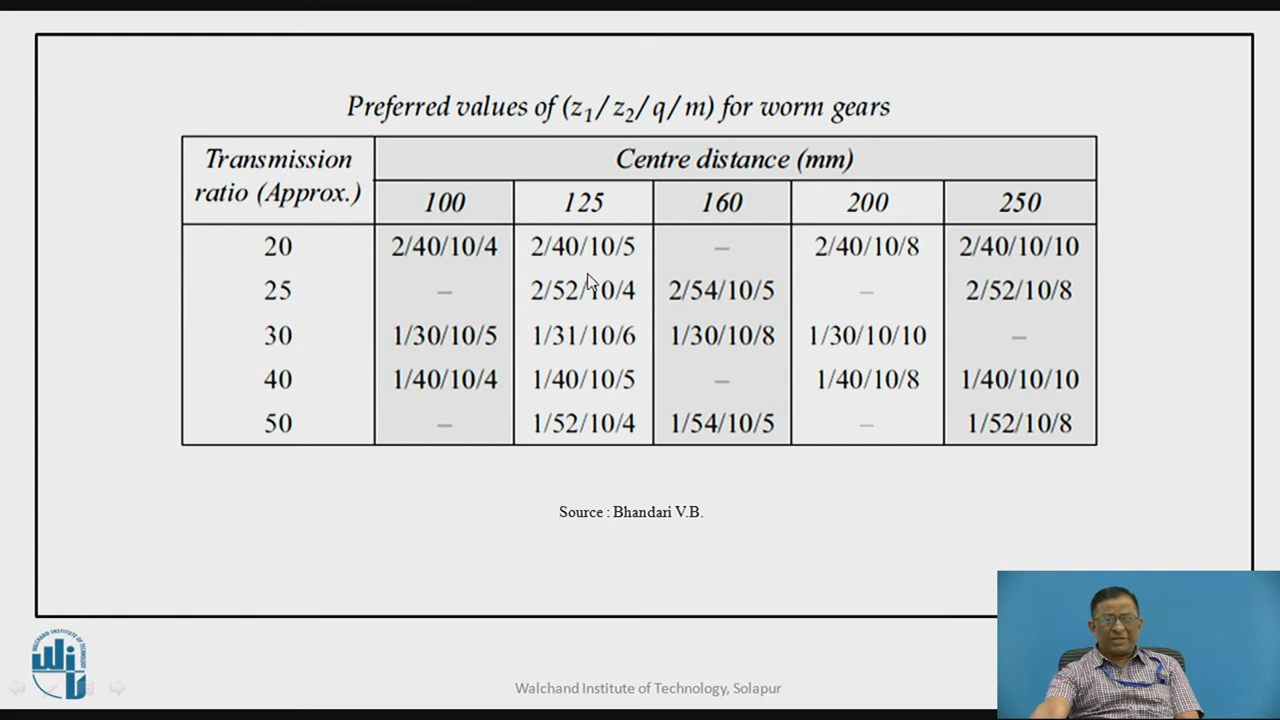 Preferred values of (z₁/ z₂/ q/ m) for worm gears
Transmission ratio (Approx.) Centre distance (mm)
100 125 160 200 250
20 2/40/10/4 2/40/10/5 – 2/40/10/8 2/40/10/10
25 – 2/52/10/4 2/54/10/5 – 2/52/10/8
30 1/30/10/5 1/31/10/6 1/30/10/8 1/30/10/10 –
40 1/40/10/4 1/40/10/5 – 1/40/10/8 1/40/10/10
50 – 1/52/10/4 1/54/10/5 – 1/52/10/8
Source : Bhandari V.B.
WALCHAND INSTITUTE OF TECHNOLOGY
Walchand Institute of Technology, Solapur